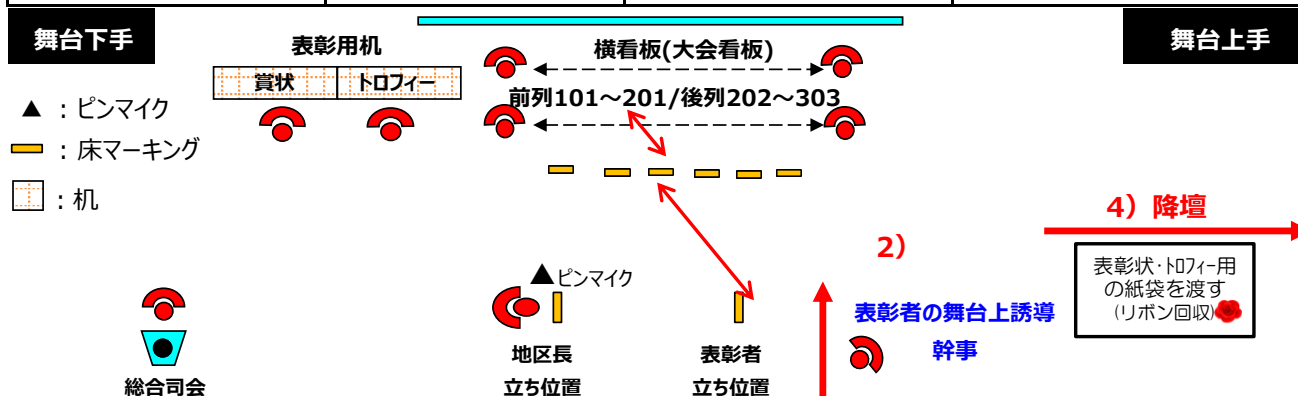 舞台下手
舞台上手
表彰用机
横看板(大会看板)
賞状
トロフィー
前列101～201/後列202～303
▲ ：ピンマイク
：床マーキング
：机
4）降壇
2）
表彰状･ﾄﾛﾌｨｰ用
の紙袋を渡す
(リボン回収)
▲ピンマイク
表彰者の舞台上誘導
幹事
地区長
立ち位置
表彰者
立ち位置
総合司会